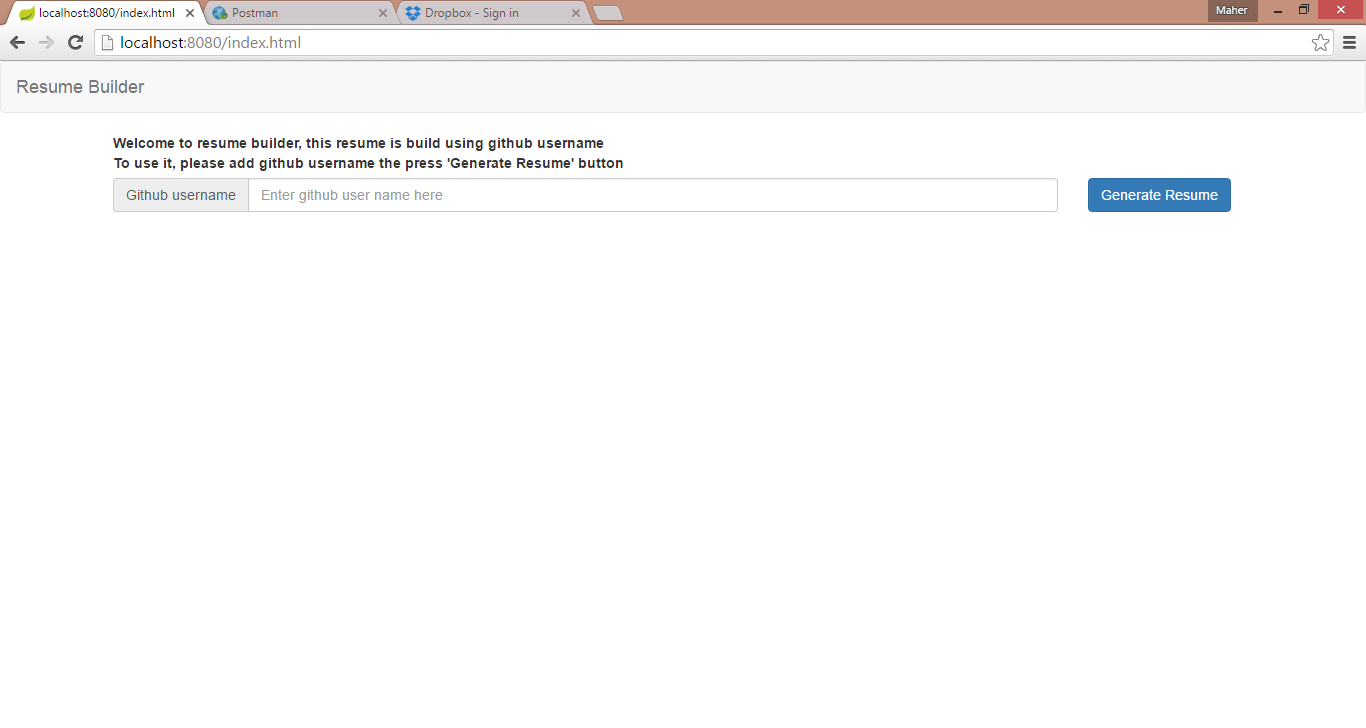 localhost:8080/index.html
Postman
Dropbox - Sign in
Maher
localhost:8080/index.html
Resume Builder
Welcome to resume builder, this resume is build using github username
To use it, please add github username the press 'Generate Resume' button
Github username
Enter github user name here
Generate Resume